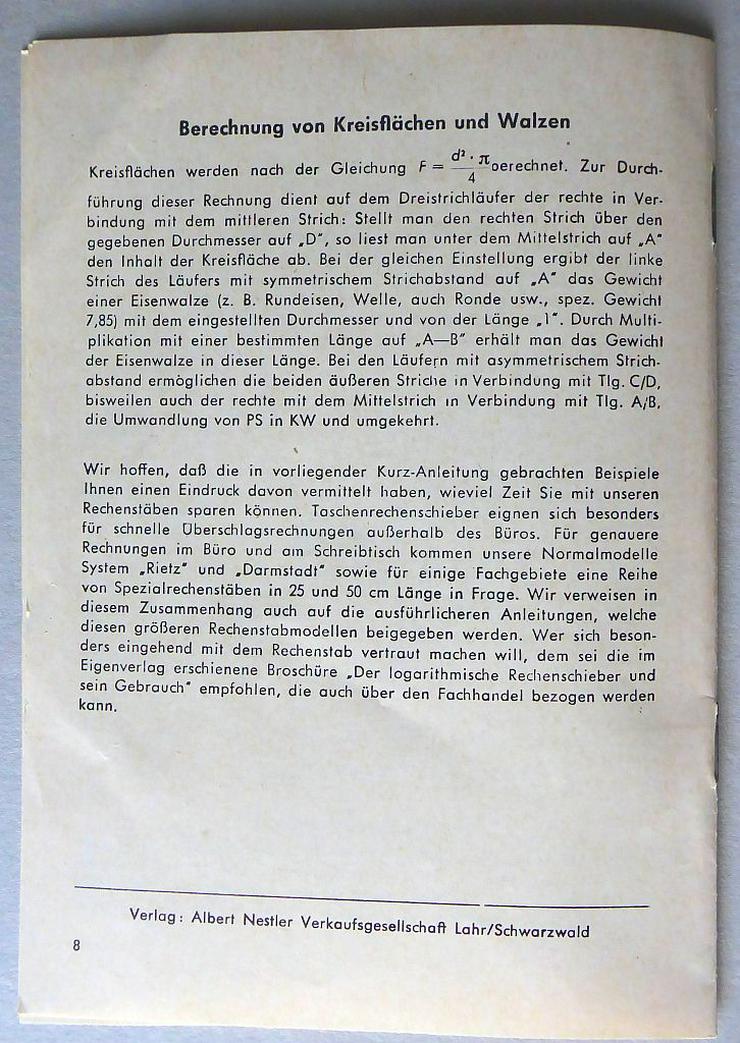 Berechnung von Kreisflächen und Walzen
Kreisflächen werden nach der Gleichung F = d² · π / 4 oerechnet. Zur Durch-
führung dieser Rechnung dient auf dem Dreistrichläufer der rechte in Ver-
bindung mit dem mittleren Strich: Stellt man den rechten Strich über den
gegebenen Durchmesser auf „D", so liest man unter dem Mittelstrich auf „A"
den Inhalt der Kreisfläche ab. Bei der gleichen Einstellung ergibt der linke
Strich des Läufers mit symmetrischem Strichabstand auf „A" das Gewicht
einer Eisenwalze (z. B. Rundeisen, Welle, auch Ronde usw., spez. Gewicht
7,85) mit dem eingestellten Durchmesser und von der Länge „1". Durch Multi-
plikation mit einer bestimmten Länge auf „A—B" erhält man das Gewicht
der Eisenwalze in dieser Länge. Bei den Läufern mit asymmetrischem Strich-
abstand ermöglichen die beiden äußeren Striche in Verbindung mit Tlg. C/D,
bisweilen auch der rechte mit dem Mittelstrich in Verbindung mit Tlg. A/B,
die Umwandlung von PS in KW und umgekehrt.
Wir hoffen, daß die in vorliegender Kurz-Anleitung gebrachten Beispiele
Ihnen einen Eindruck davon vermittelt haben, wieviel Zeit Sie mit unseren
Rechenstäben sparen können. Taschenrechenschieber eignen sich besonders
für schnelle Überschlagsrechnungen außerhalb des Büros. Für genauere
Rechnungen im Büro und am Schreibtisch kommen unsere Normalmodelle
System „Rietz" und „Darmstadt" sowie für einige Fachgebiete eine Reihe
von Spezialrechenstäben in 25 und 50 cm Länge in Frage. Wir verweisen in
diesem Zusammenhang auch auf die ausführlicheren Anleitungen, welche
diesen größeren Rechenstabmodellen beigegeben werden. Wer sich beson-
ders eingehend mit dem Rechenstab vertraut machen will, dem sei die im
Eigenverlag erschienene Broschüre „Der logarithmische Rechenschieber und
sein Gebrauch" empfohlen, die auch über den Fachhandel bezogen werden
kann.
Verlag: Albert Nestler Verkaufsgesellschaft Lahr/Schwarzwald
8